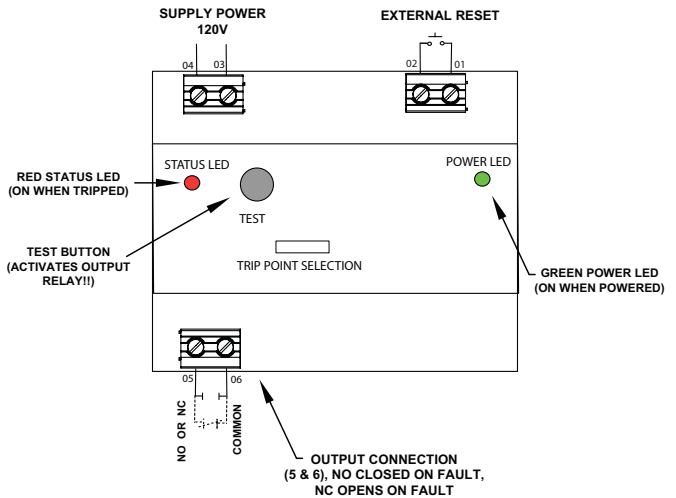 SUPPLY POWER
120V
EXTERNAL RESET
04 03
02 01
STATUS LED
POWER LED
RED STATUS LED
(ON WHEN TRIPPED)
TEST
TEST BUTTON
(ACTIVATES OUTPUT
RELAY!!)
TRIP POINT SELECTION
GREEN POWER LED
(ON WHEN POWERED)
05 06
NO OR NC
COMMON
OUTPUT CONNECTION
(5 & 6), NO CLOSED ON FAULT,
NC OPENS ON FAULT